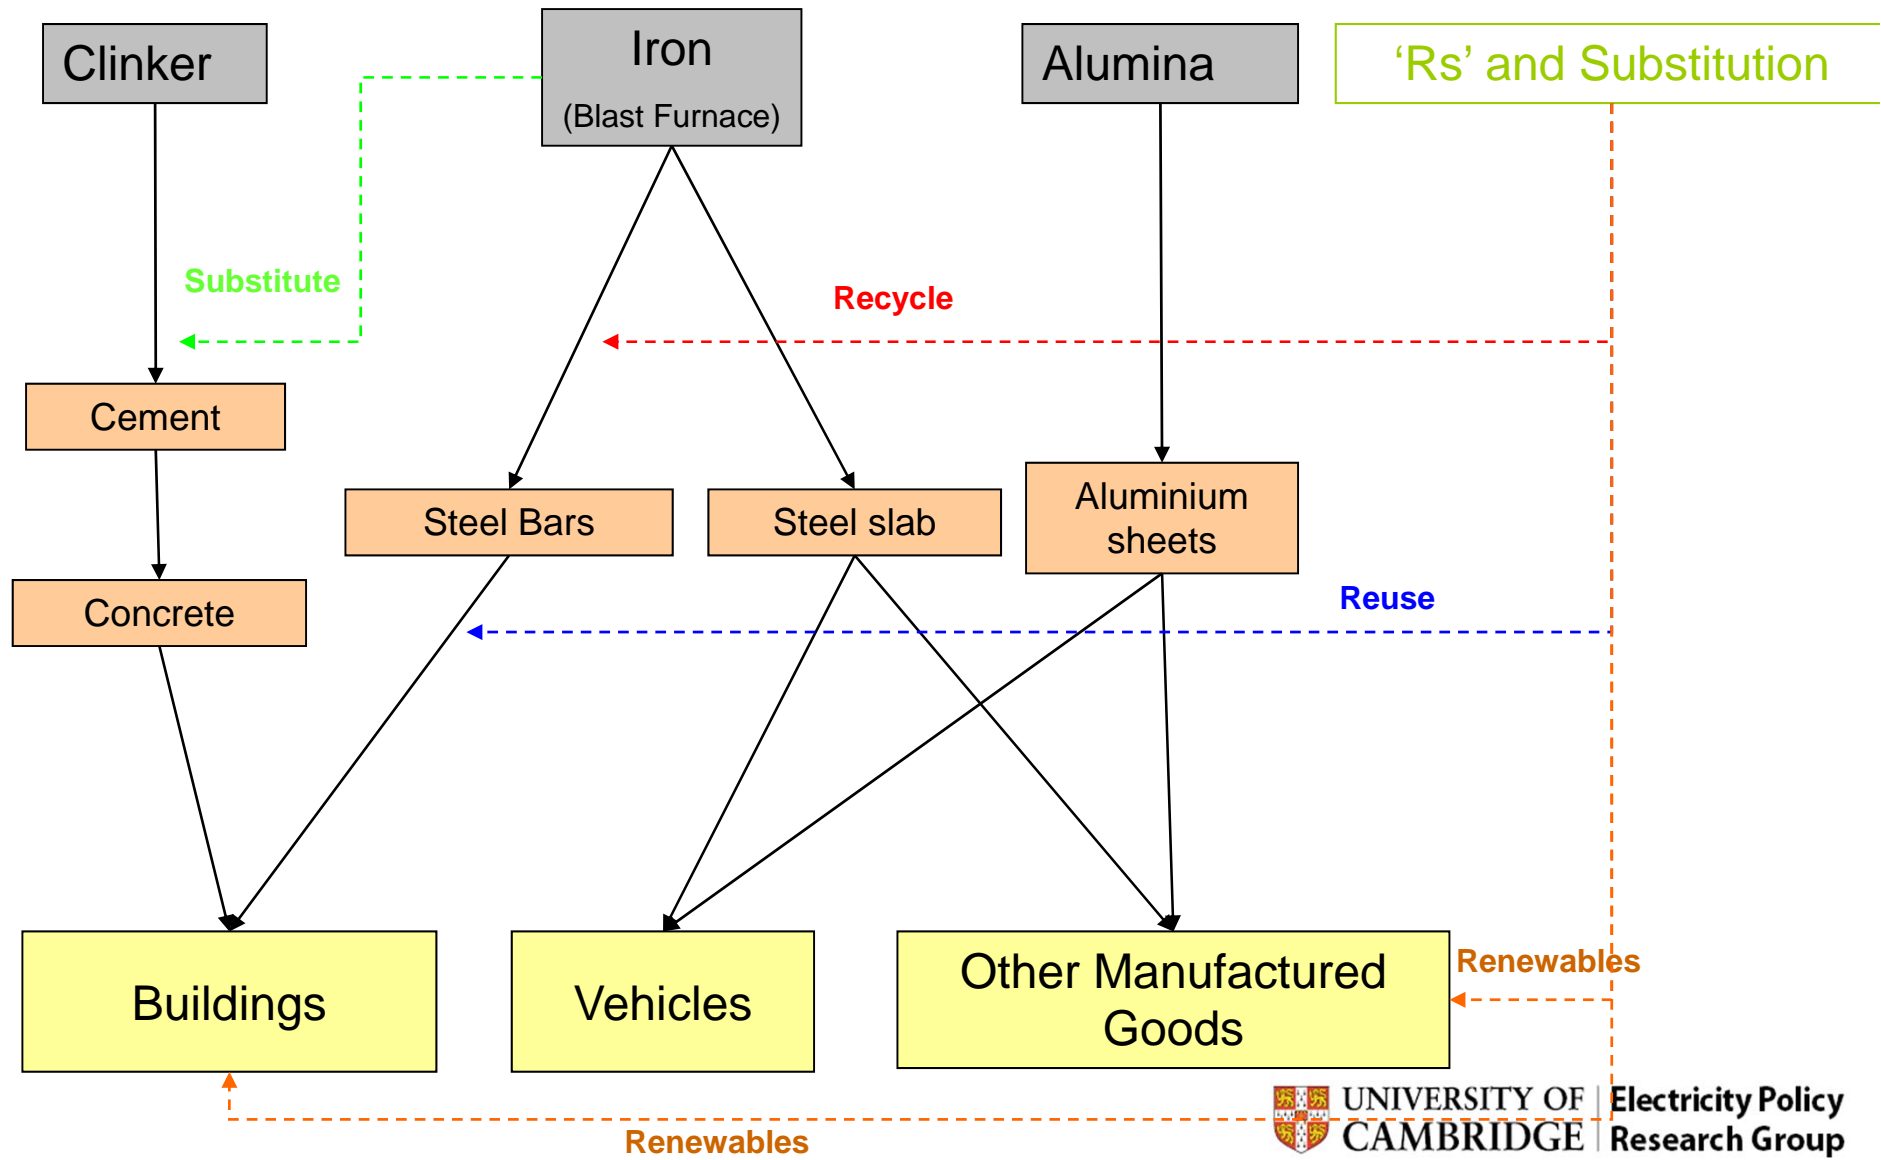 Clinker
Iron
(Blast Furnace)
Alumina
‘Rs’ and Substitution
Substitute
Recycle
Cement
Steel Bars
Steel slab
Aluminium
sheets
Concrete
Reuse
Buildings
Vehicles
Other Manufactured
Goods
Renewables
Renewables
UNIVERSITY OF
CAMBRIDGE
Electricity Policy
Research Group